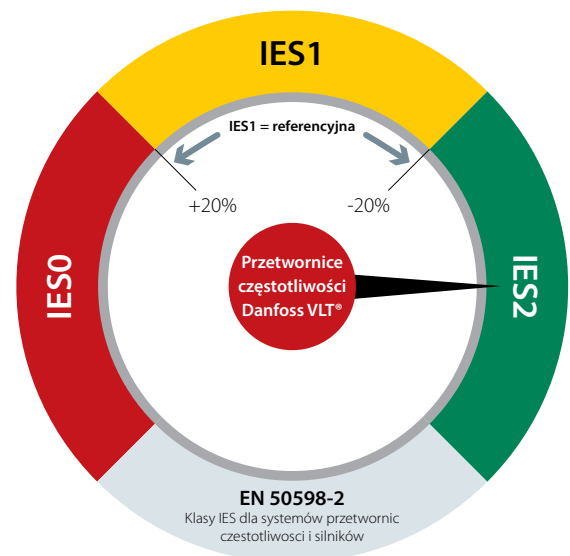 IES1
IES1 = referencyjna
+20%
-20%
IES0
Przetwornice
częstotliwości
Danfoss VLT®
IES2
EN 50598-2
Klasy IES dla systemów przetwornic
czestotliwosci i silników